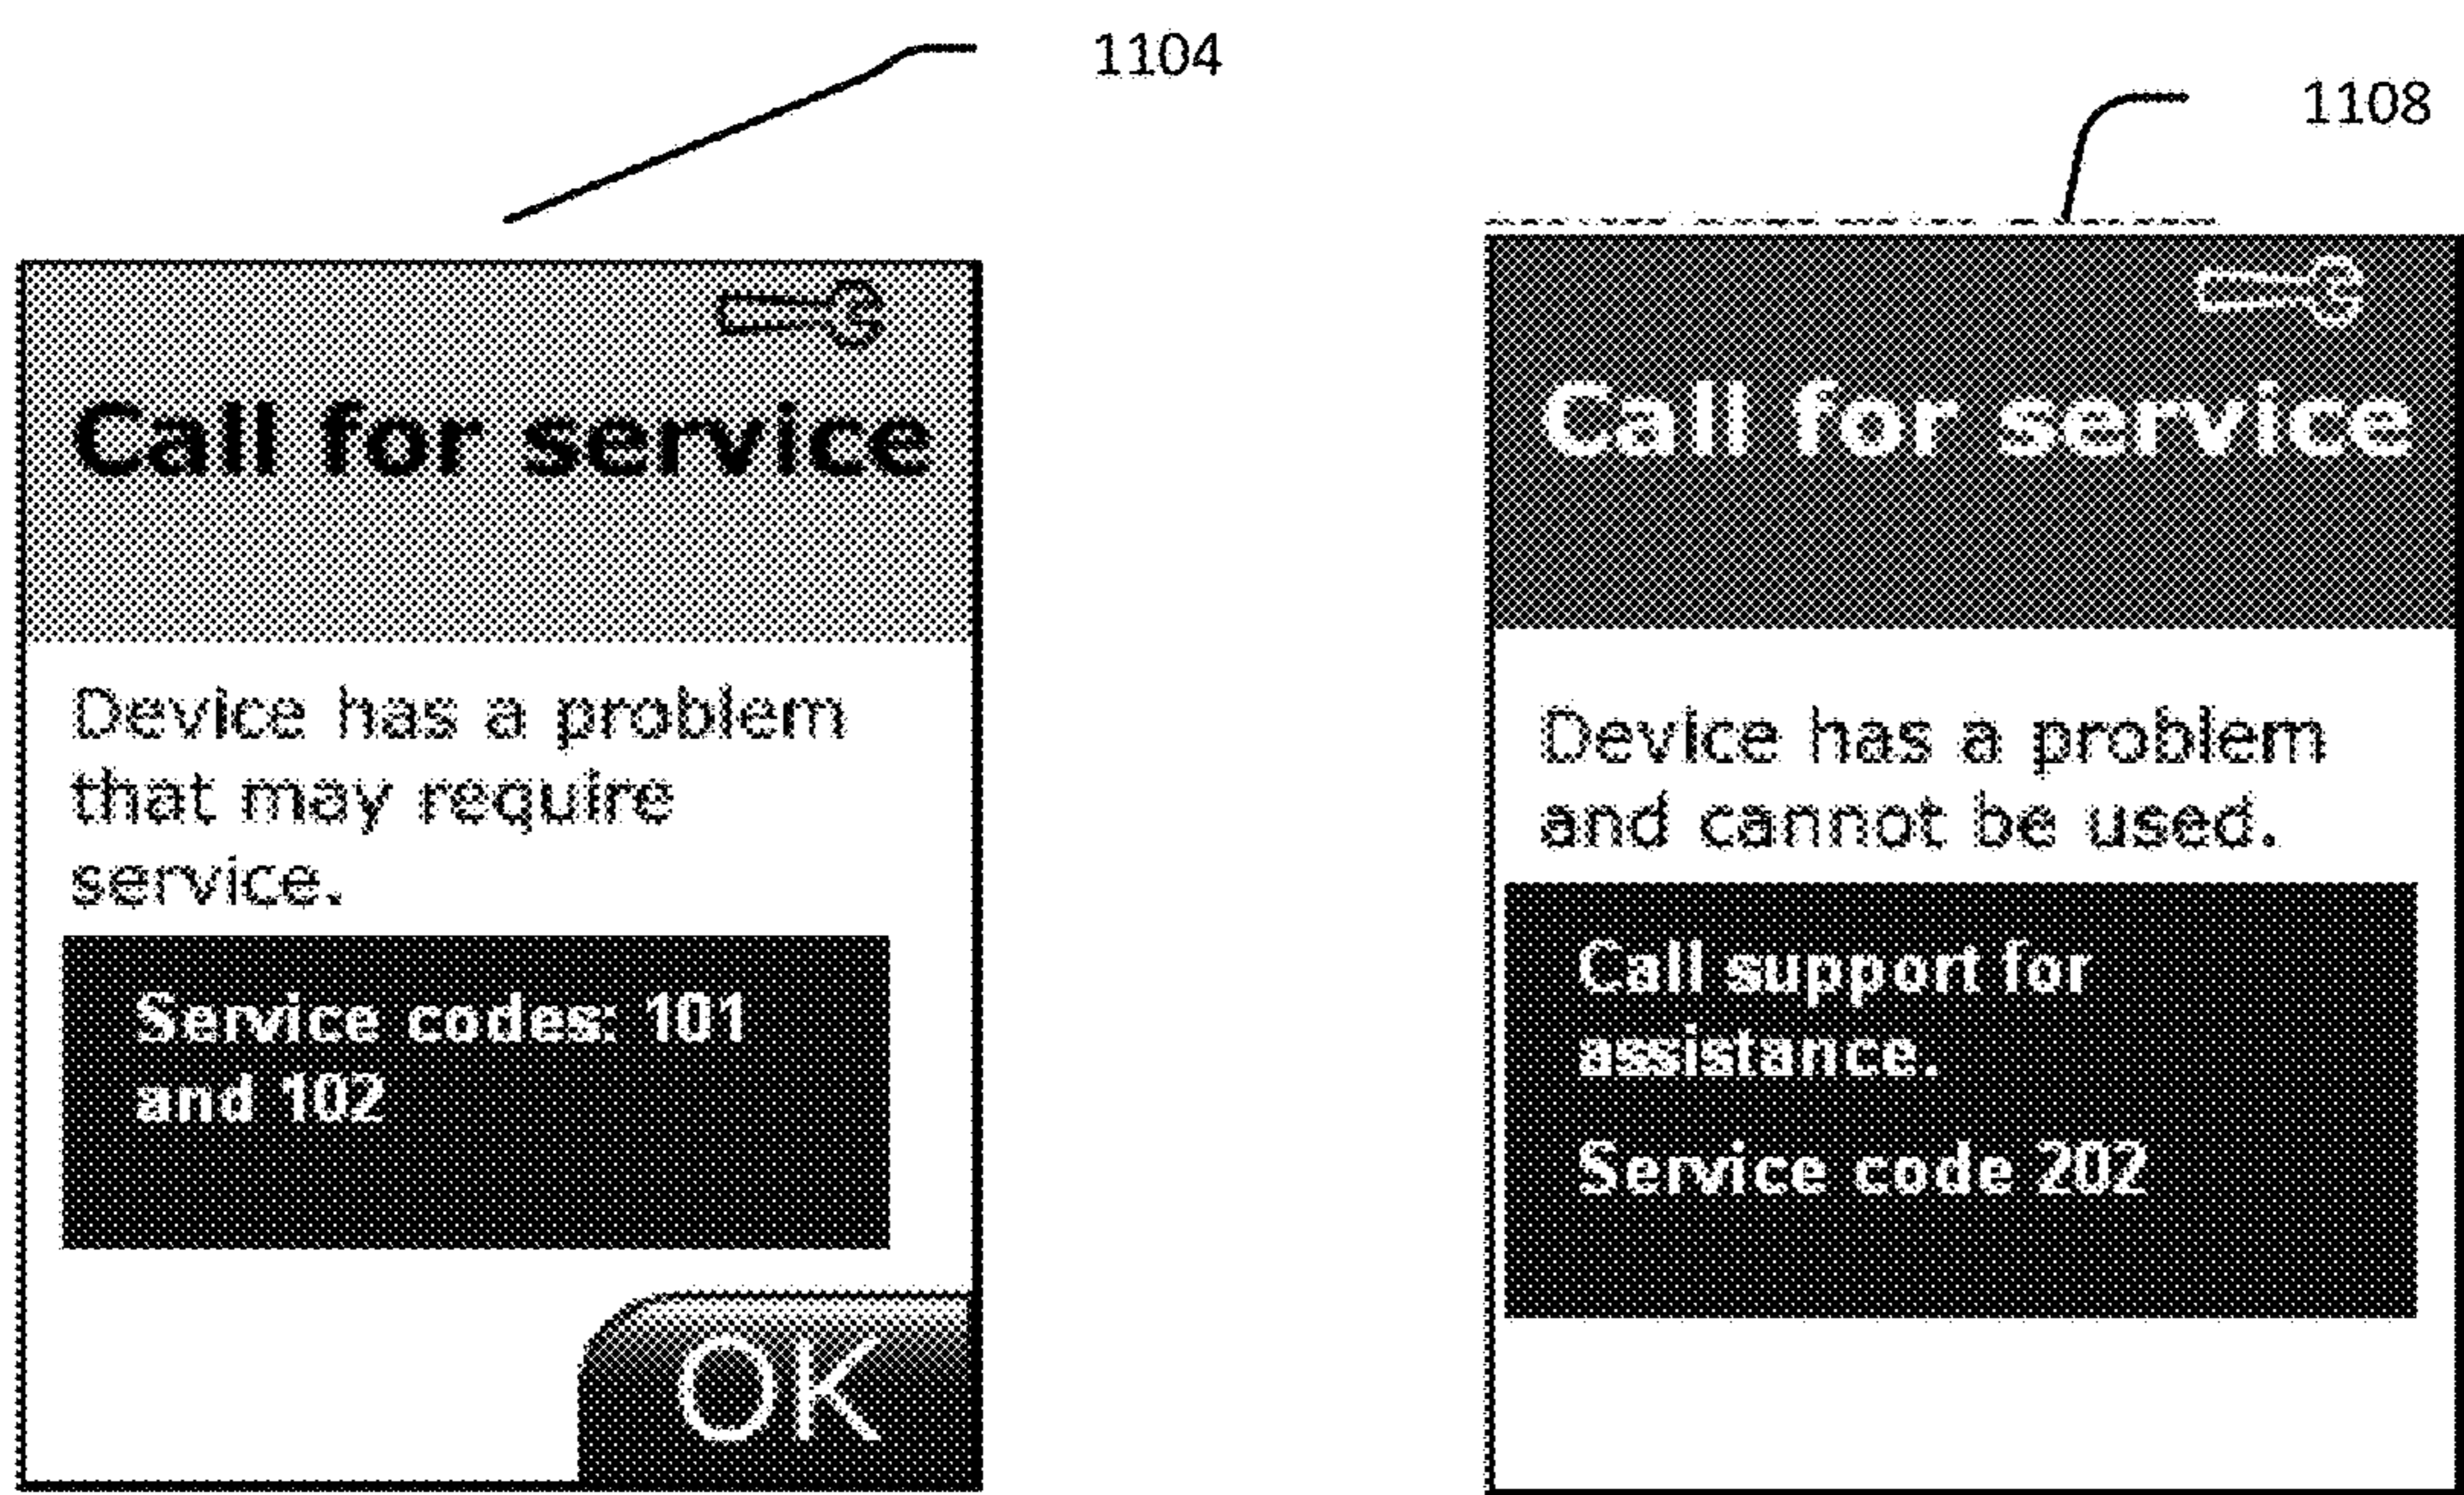 1104
1108
Call for service
Device has a problem
that may require
service.
Service codes: 101
and 102
OK
Call for service
Device has a problem
and cannot be used.
Call support for
assistance.
Service code 202